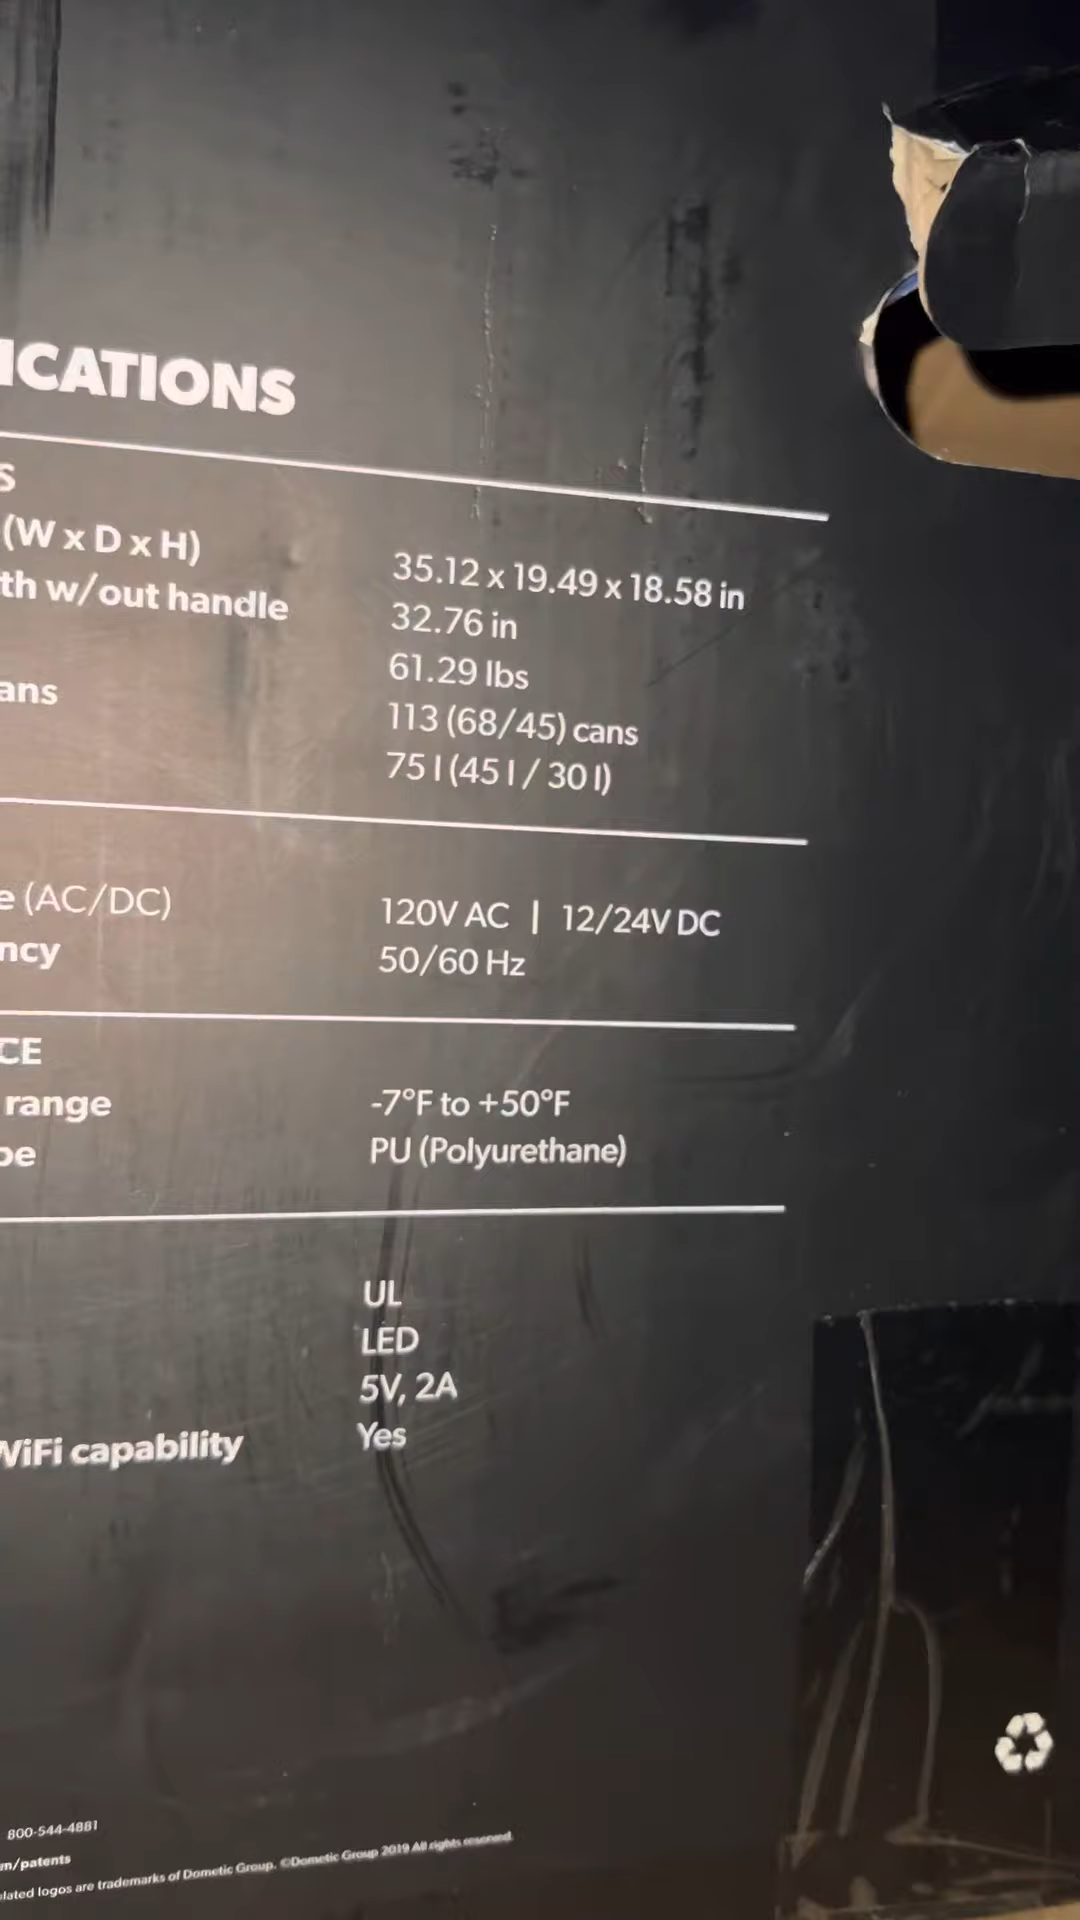 ICATIONS
S
(W x D x H) 35.12 x 19.49 x 18.58 in
th w/out handle 32.76 in
61.29 lbs
ans 113 (68/45) cans
75 l (45 l / 30 l)
e (AC/DC) 120V AC | 12/24V DC
ncy 50/60 Hz
CE
range -7°F to +50°F
pe PU (Polyurethane)
UL
LED
5V, 2A
WiFi capability Yes
800-544-4881
m/patents
elated logos are trademarks of Dometic Group. ©Dometic Group 2019 All rights reserved.